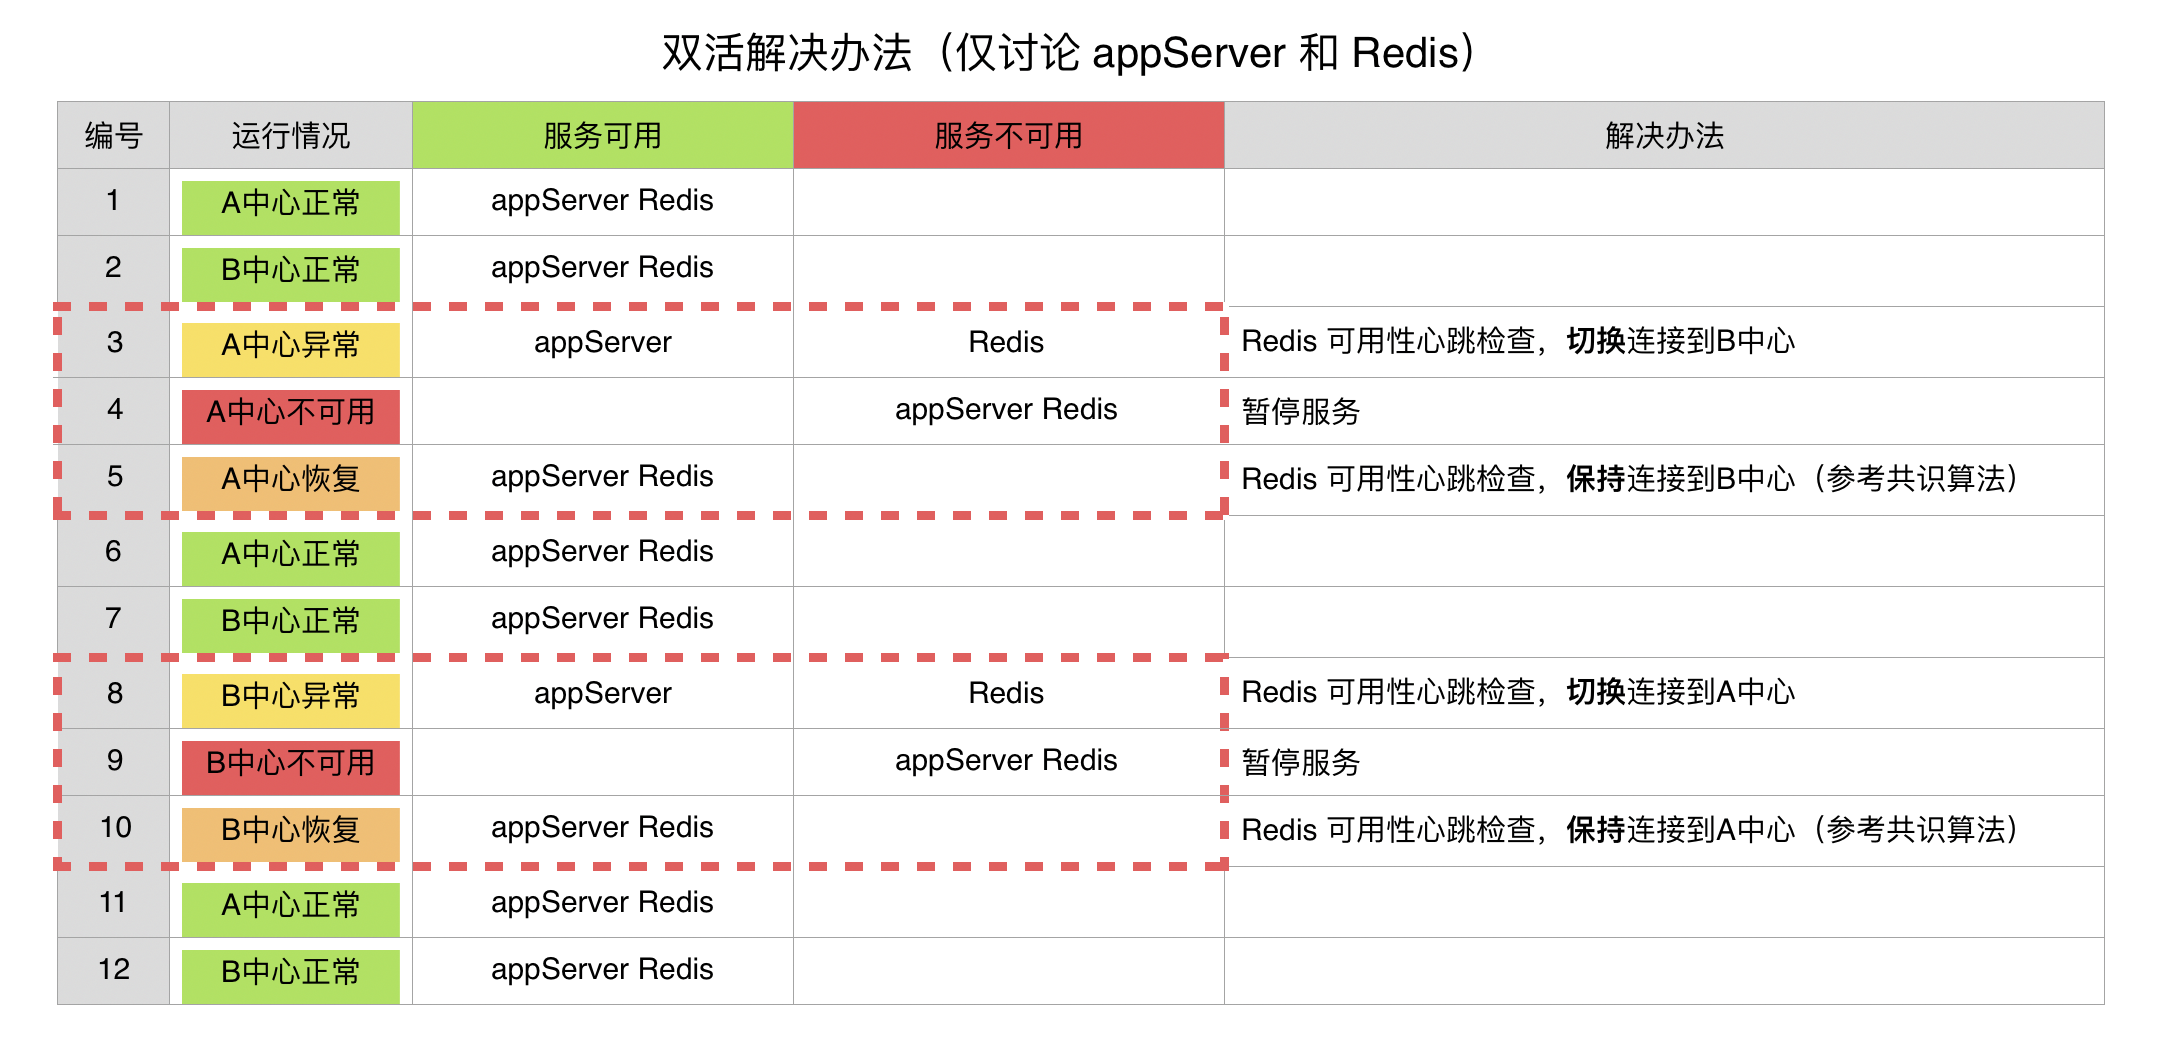 双活解决办法（仅讨论 appServer 和 Redis）
编号 运行情况 服务可用 服务不可用 解决办法
1 A中心正常 appServer Redis
2 B中心正常 appServer Redis
3 A中心异常 appServer Redis Redis 可用性心跳检查，切换连接到B中心
4 A中心不可用 appServer Redis 暂停服务
5 A中心恢复 appServer Redis Redis 可用性心跳检查，保持连接到B中心（参考共识算法）
6 A中心正常 appServer Redis
7 B中心正常 appServer Redis
8 B中心异常 appServer Redis Redis 可用性心跳检查，切换连接到A中心
9 B中心不可用 appServer Redis 暂停服务
10 B中心恢复 appServer Redis Redis 可用性心跳检查，保持连接到A中心（参考共识算法）
11 A中心正常 appServer Redis
12 B中心正常 appServer Redis